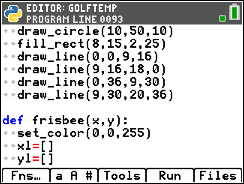 EDITOR: GOLFTEMP
PROGRAM LINE 0093
draw_circle(10,50,10)
fill_rect(8,15,2,25)
draw_line(0,0,9,16)
draw_line(9,16,18,0)
draw_line(0,36,9,30)
draw_line(9,30,20,36)
def frisbee(x,y):
set_color(0,0,255)
xl=[]
yl=[]
Fns… a A # Tools Run Files